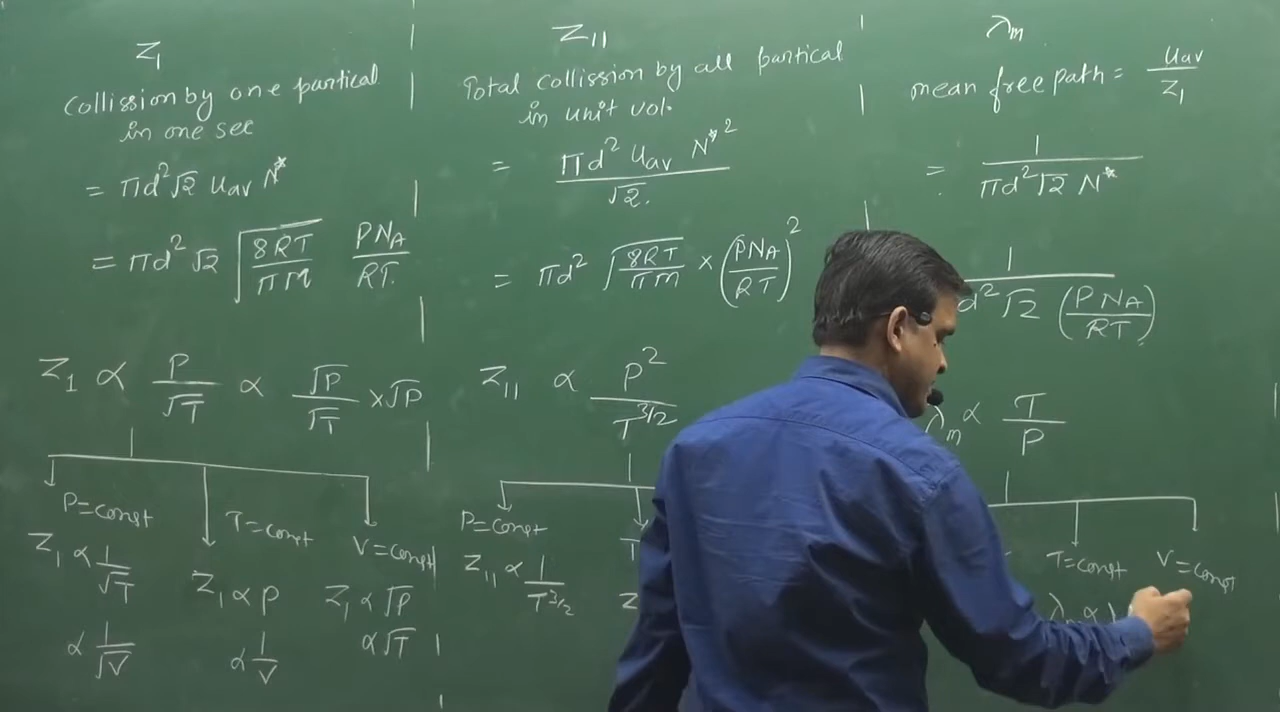 Z₁
Collission by one partical
in one sec
= πd²√2 uav N*
= πd²√2 √(8RT/πM) PNA/RT.
Z₁ ∝ P/√T ∝ √P/√T × √P
P=const
T=const
V=const
Z₁ ∝ 1/√T
Z₁ ∝ P
Z₁ ∝ √P
∝ 1/√V
∝ 1/V
∝ √T
Z₁₁
Total collission by all partical
in unit vol.
= πd² uav N*²/√2.
= πd² √(8RT/πM) × (PNA/RT)²
Z₁₁ ∝ P²/T^3/2
P=const
T
Z₁₁ ∝ 1/T^3/2
Z
λm
mean free path = uav/Z₁
= 1/πd²√2 N*
1/d²√2 (PNA/RT)
λm ∝ T/P
T=const
V=const
λm ∝